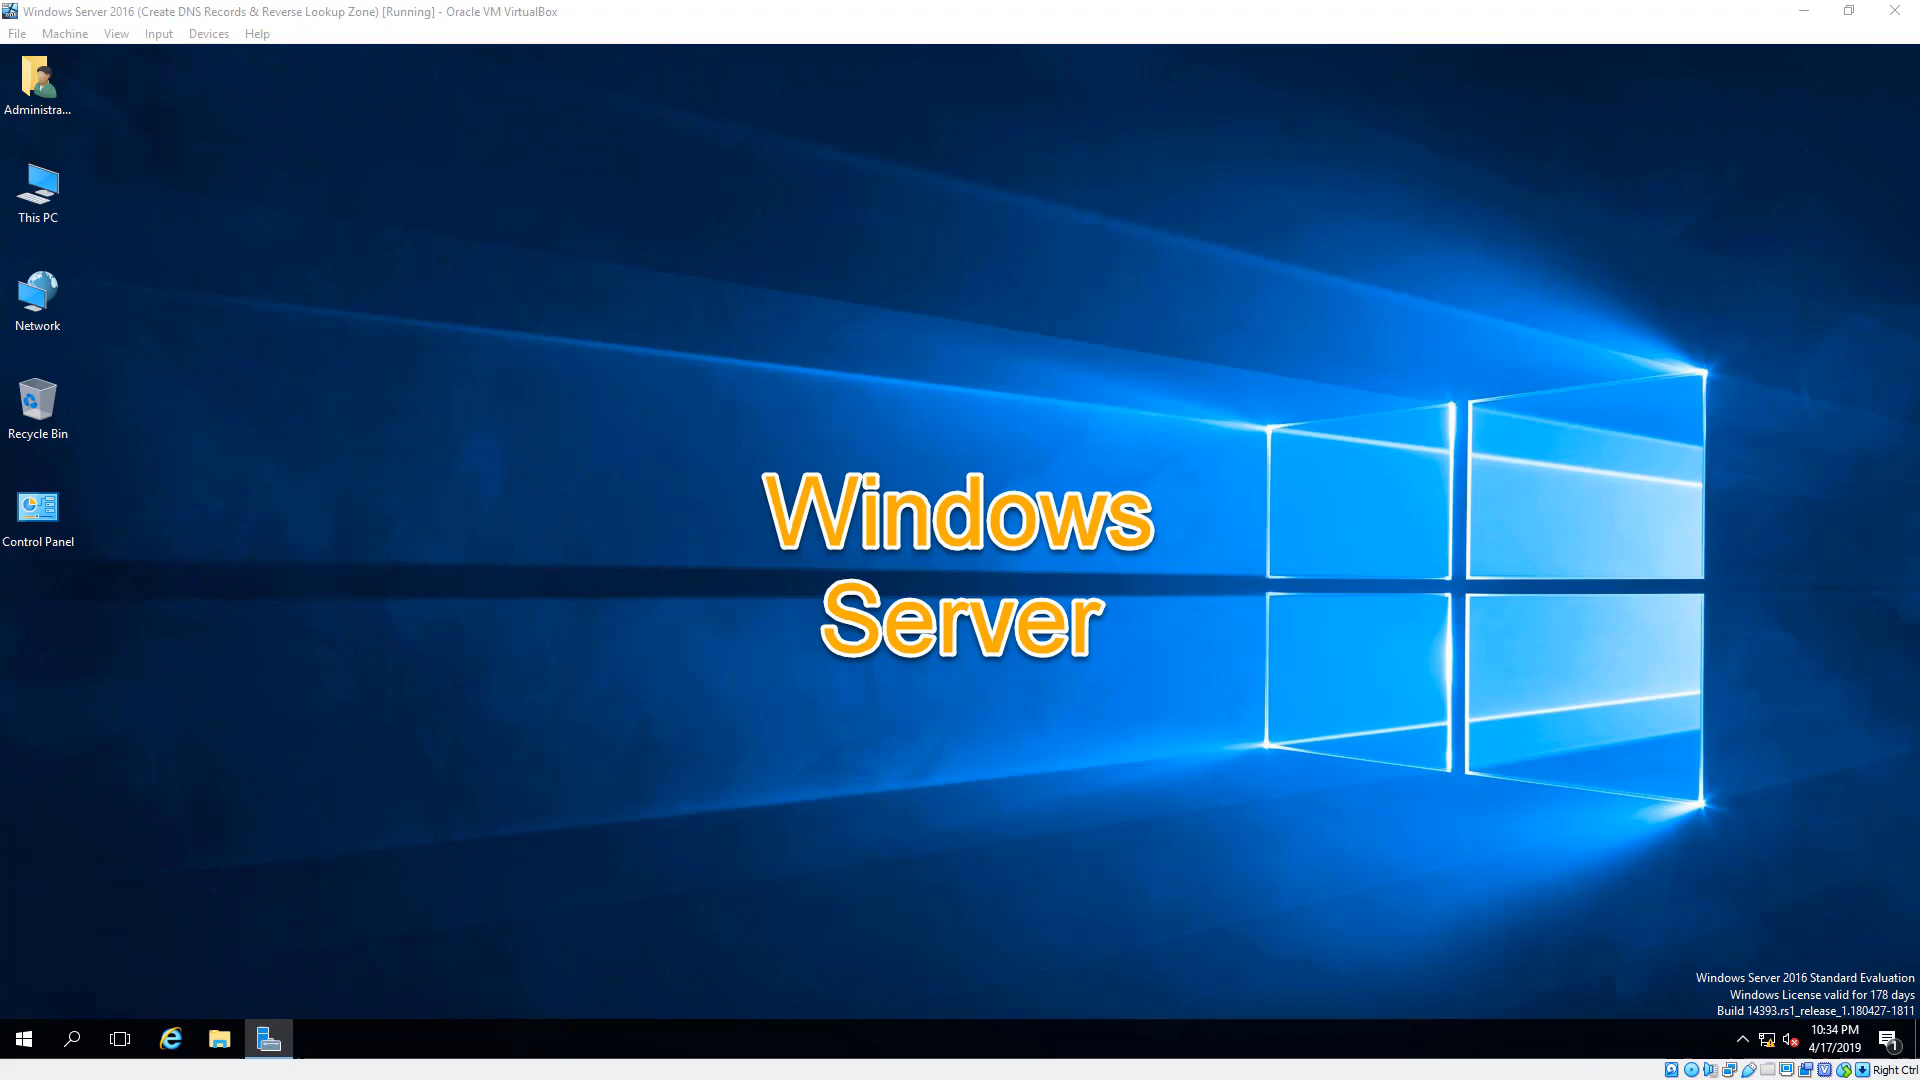 Windows Server 2016 (Create DNS Records & Reverse Lookup Zone) [Running] - Oracle VM VirtualBox
File Machine View Input Devices Help
Administra...
This PC
Network
Recycle Bin
Control Panel
Windows
Server
Windows Server 2016 Standard Evaluation
Windows License valid for 178 days
Build 14393.rs1_release_1.180427-1811
10:34 PM
4/17/2019
1
Right Ctrl